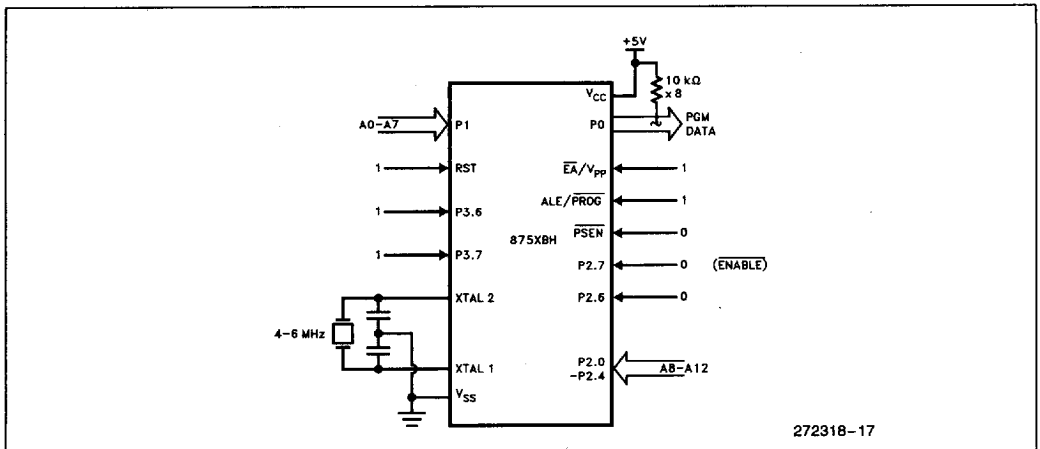 +5V
10 kΩ
x 8
VCC
A0-A7
P1
P0
PGM
DATA
1
RST
EA/VPP
1
ALE/PROG
1
1
P3.6
875XBH
PSEN
0
1
P3.7
P2.7
0
(ENABLE)
XTAL 2
P2.6
0
4-6 MHz
XTAL 1
P2.0
-P2.4
A8-A12
VSS
272318-17